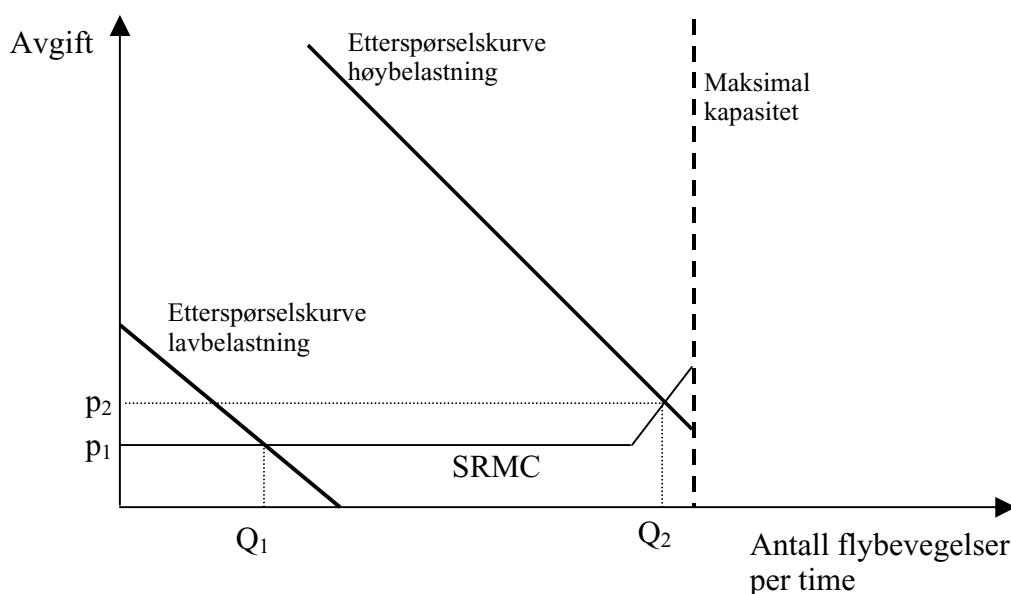 Avgift
Etterspørselskurve
høybelastning
Maksimal
kapasitet
Etterspørselskurve
lavbelastning
p₂
p₁
SRMC
Q₁
Q₂
Antall flybevegelser
per time